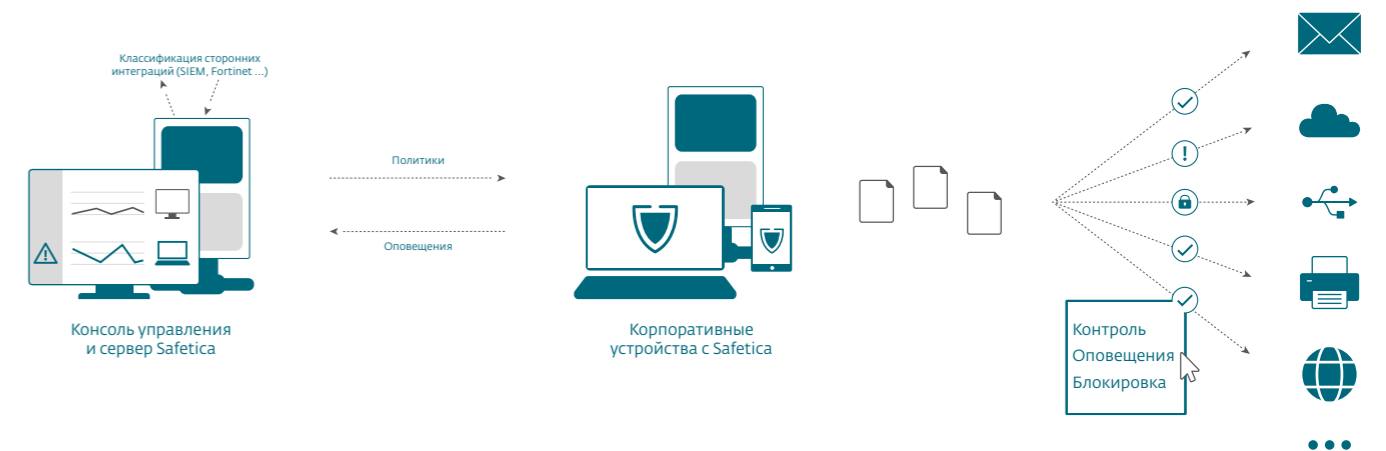 Классификация сторонних
интеграций (SIEM, Fortinet ...)
Политики
Оповещения
Консоль управления
и сервер Safetica
Корпоративные
устройства с Safetica
Контроль
Оповещения
Блокировка